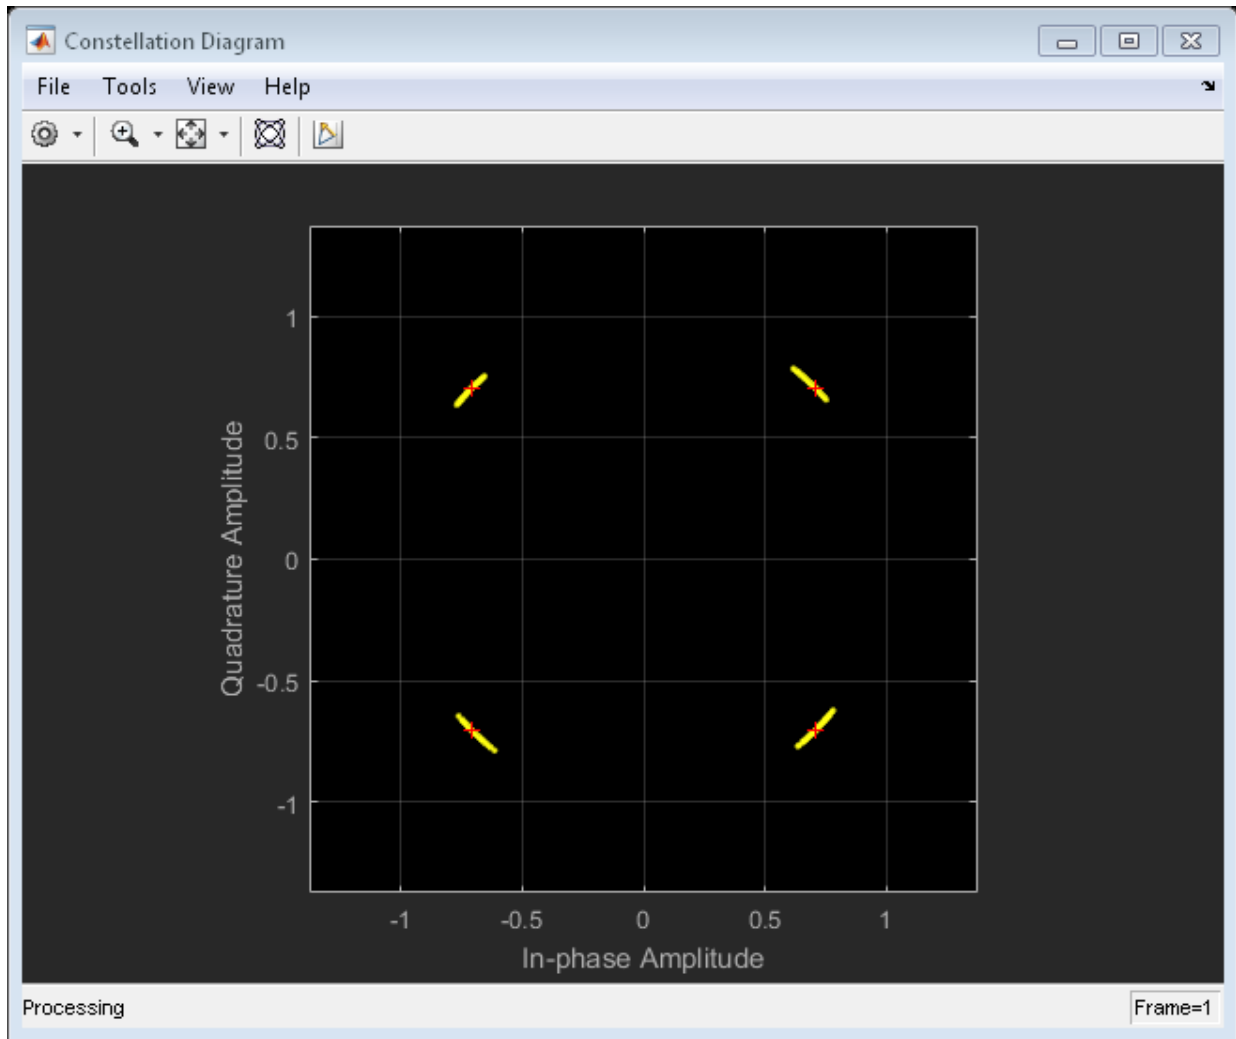 Constellation Diagram
File Tools View Help
1
0.5
0
-0.5
-1
Quadrature Amplitude
-1 -0.5 0 0.5 1
In-phase Amplitude
Processing
Frame=1